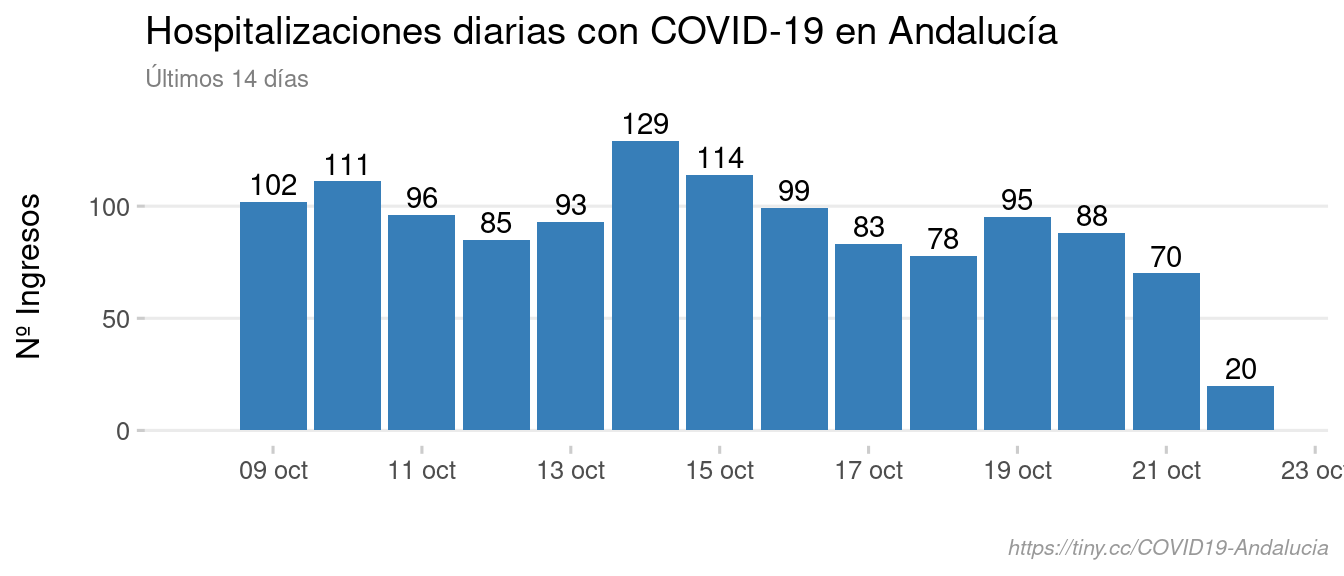 Hospitalizaciones diarias con COVID-19 en Andalucía
Últimos 14 días
Nº Ingresos
100
50
0
102
111
96
85
93
129
114
99
83
78
95
88
70
20
09 oct
11 oct
13 oct
15 oct
17 oct
19 oct
21 oct
23 oct
https://tiny.cc/COVID19-Andalucia